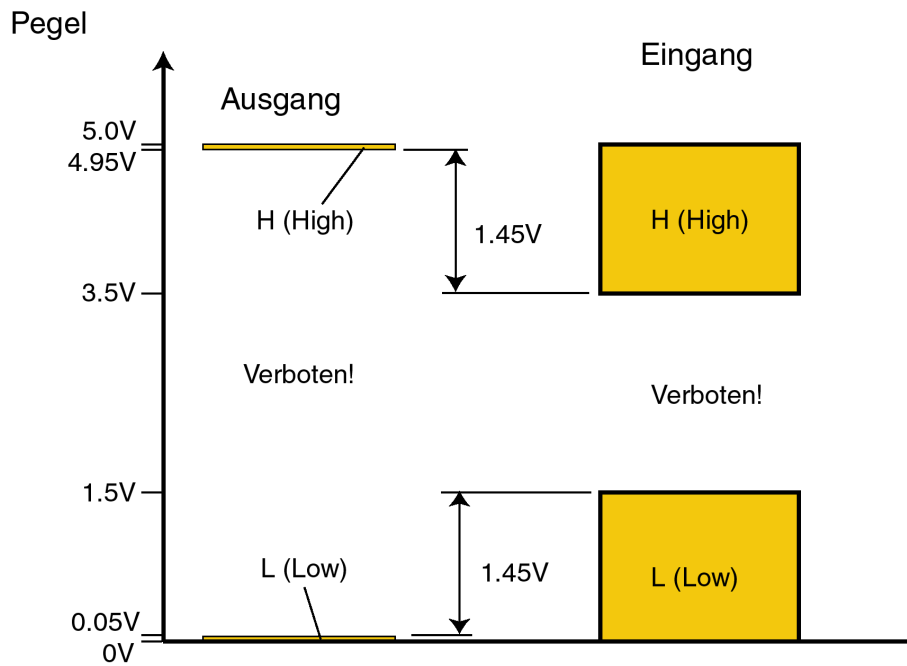 Pegel
Eingang
Ausgang
5.0V
4.95V
H (High)
H (High)
1.45V
3.5V
Verboten!
Verboten!
1.5V
L (Low)
1.45V
L (Low)
0.05V
0V